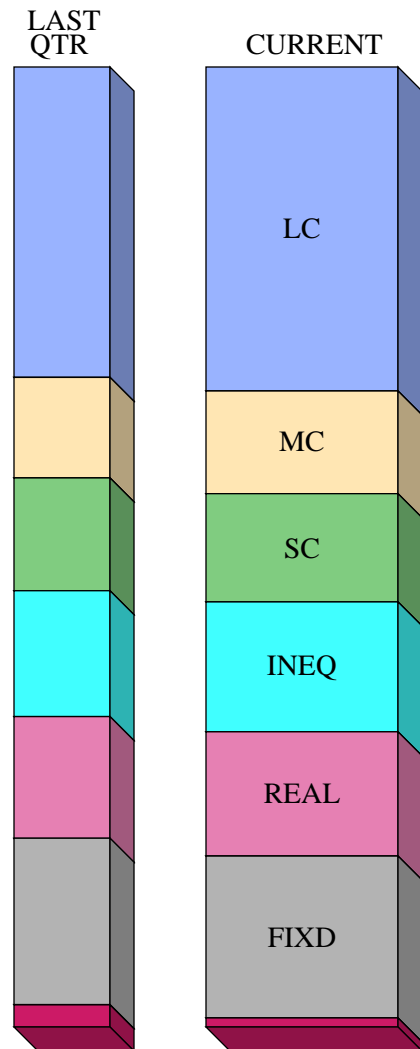 LAST
QTR
CURRENT
LC
MC
SC
INEQ
REAL
FIXD